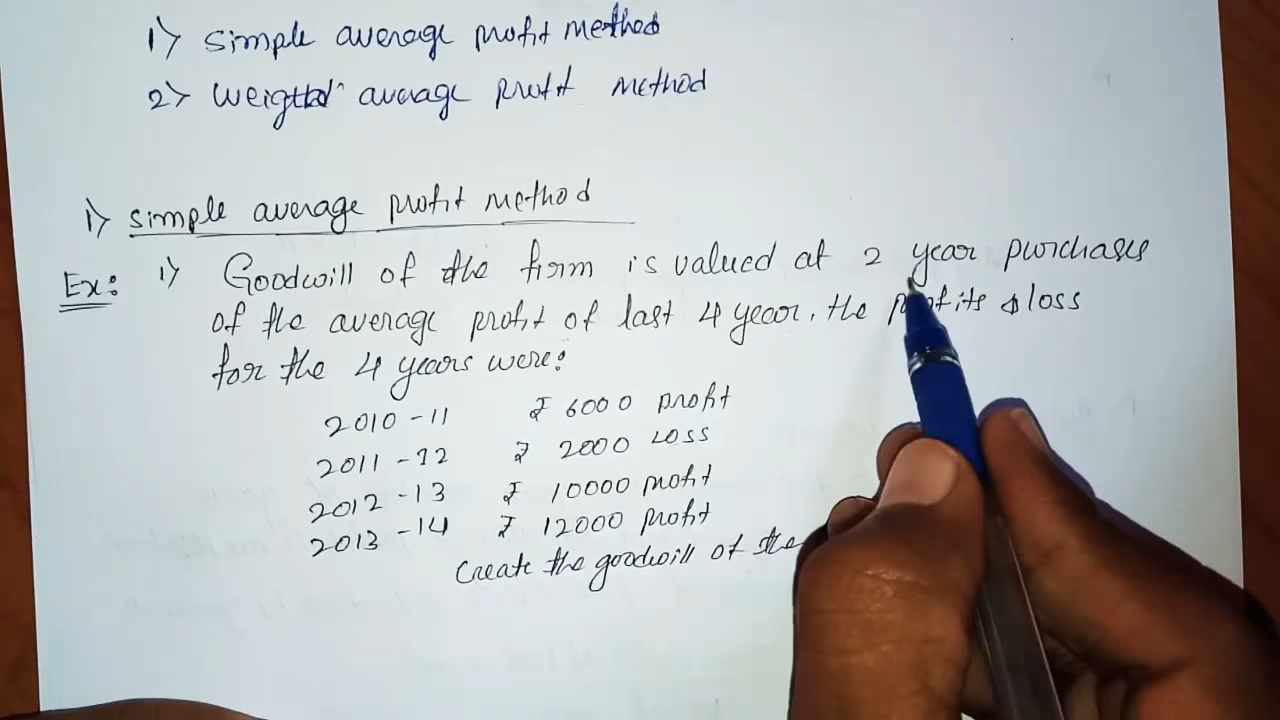 1) simple average profit method
2) average profit method
1) simple average profit method
Ex: 1) Goodwill of the firm is valued at 2 year purchases
of the average profit of last 4 year. the profits & loss
for the 4 years were:
2010-11 ₹ 6000 profit
2011-12 ₹ 2000 Loss
2012-13 ₹ 10000 profit
2013-14 ₹ 12000 profit
Create the goodwill of the